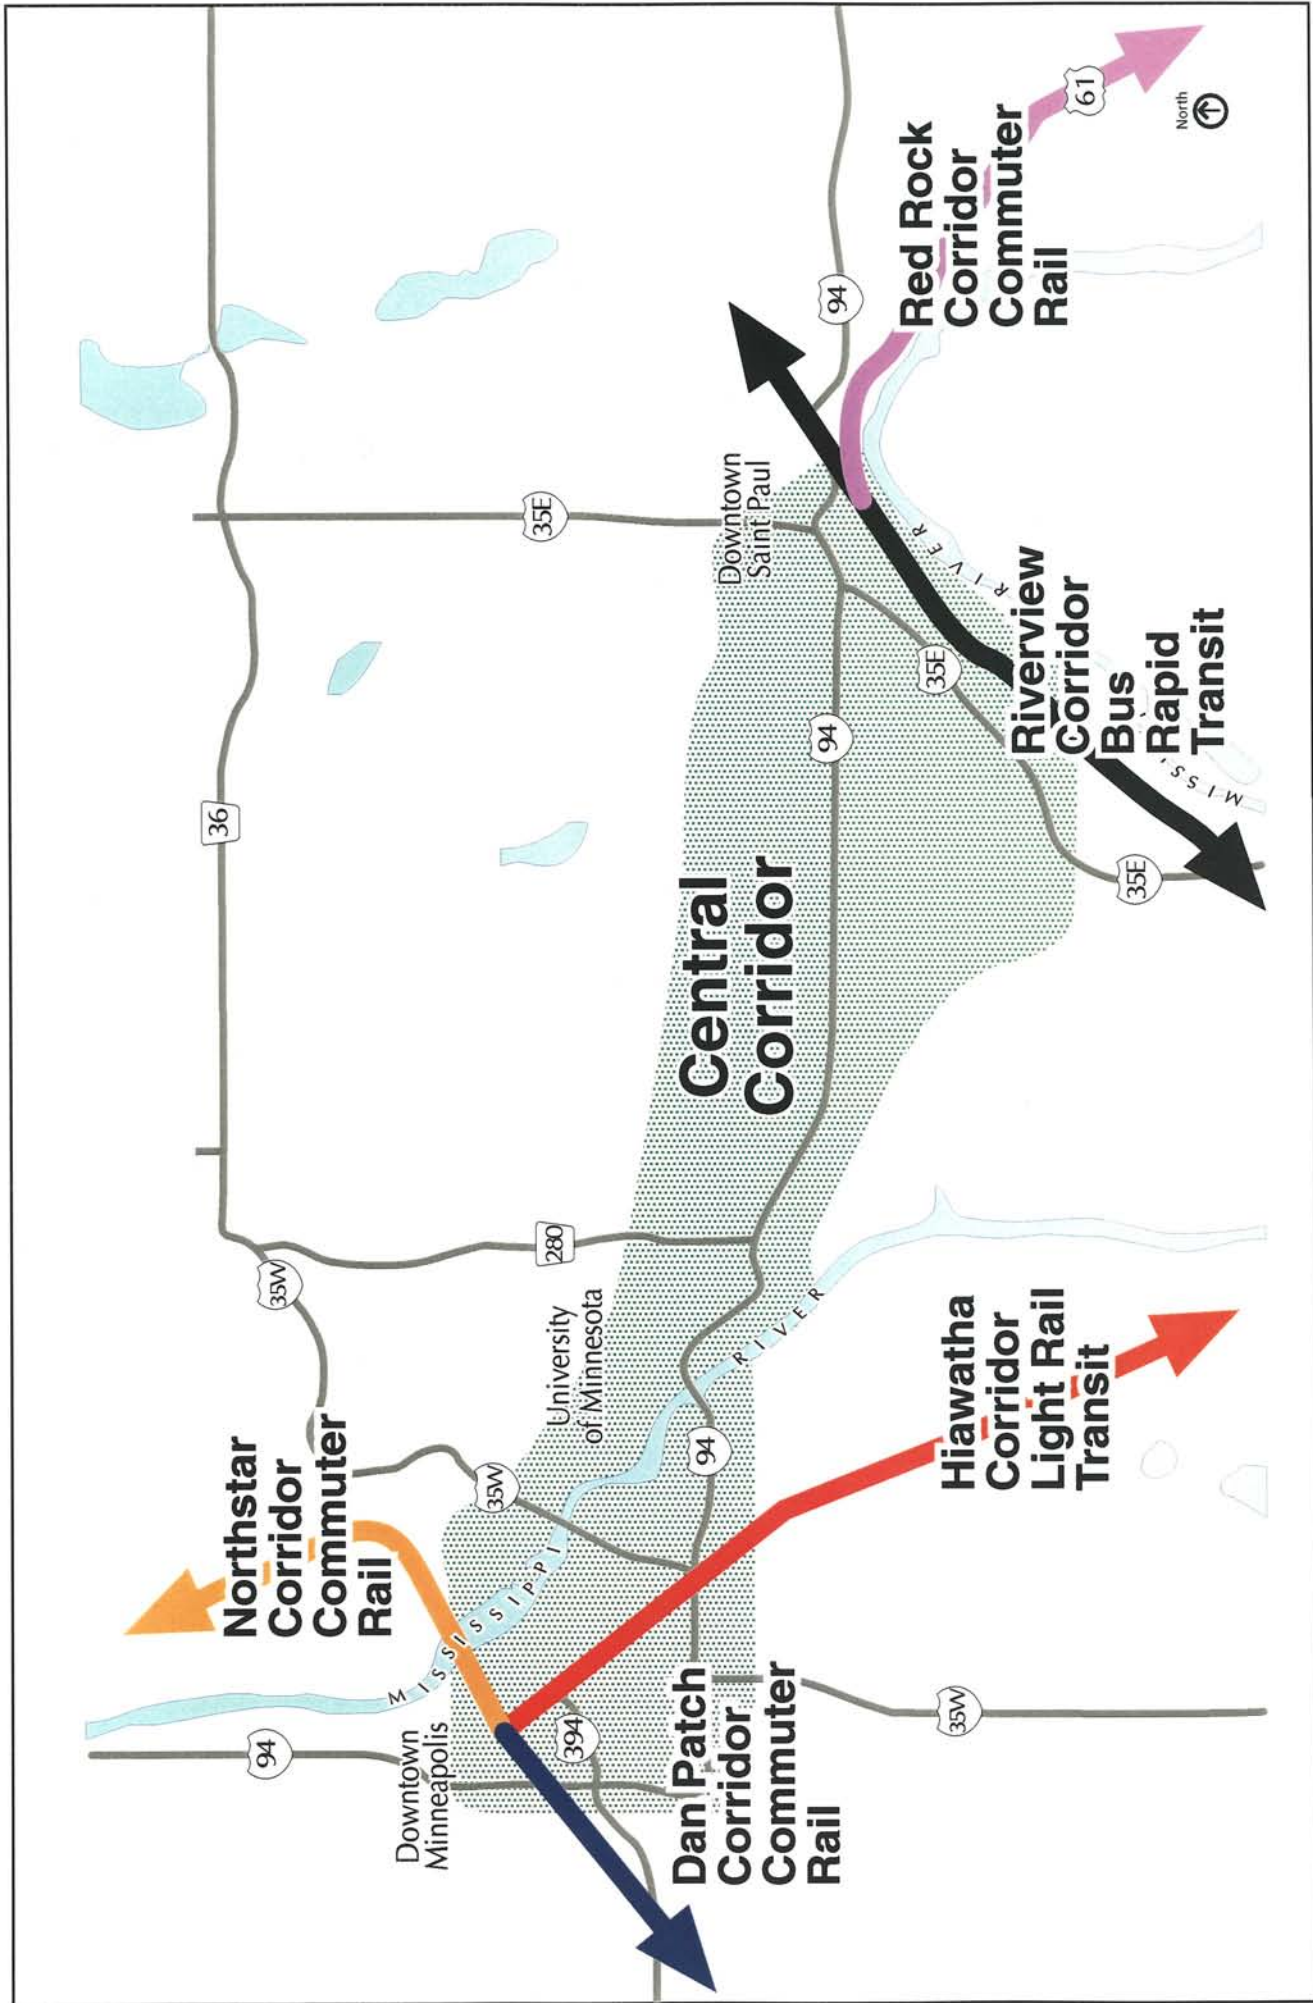 94
Northstar
Corridor
Commuter
Rail
35W
36
Downtown
Minneapolis
MISSISSIPPI
35W
University
of Minnesota
280
35E
394
Dan Patch
Corridor
Commuter
Rail
94
RIVER
Central
Corridor
Downtown
Saint Paul
94
94
35W
Hiawatha
Corridor
Light Rail
Transit
35E
RIVER
Red Rock
Corridor
Commuter
Rail
Riverview
Corridor
Bus
Rapid
Transit
35E
MISSI
61
North